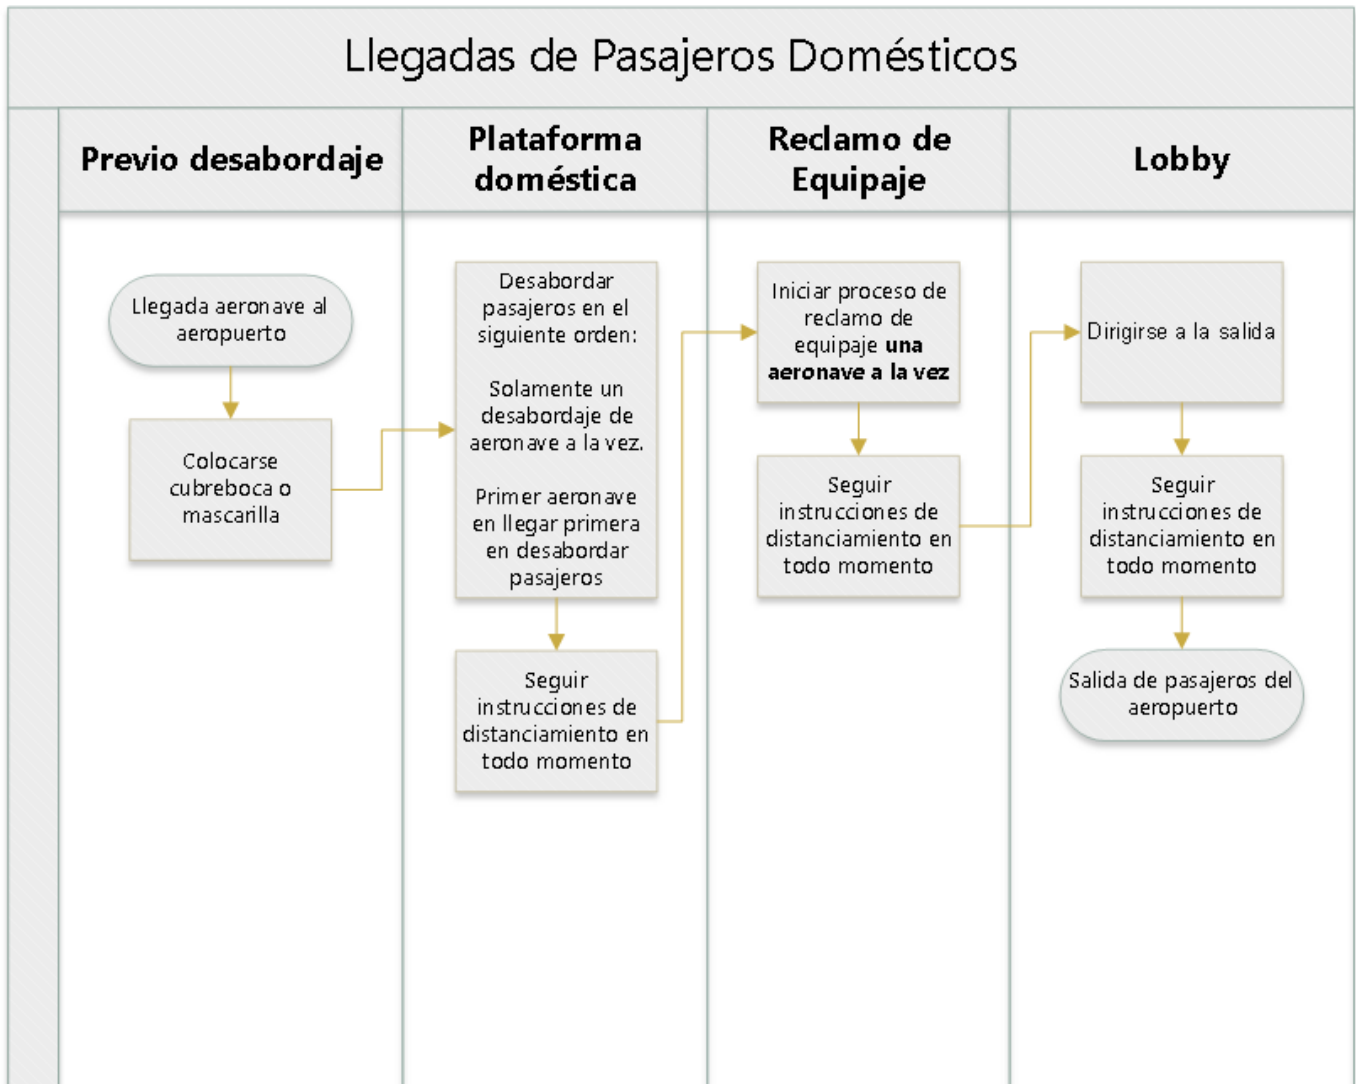 Llegadas de Pasajeros Domésticos
Previo desabordaje
Plataforma
doméstica
Reclamo de
Equipaje
Lobby
Llegada aeronave al
aeropuerto
Colocarse
cubreboca o
mascarilla
Desabordar
pasajeros en el
siguiente orden:
Solamente un
desabordaje de
aeronave a la vez.
Primer aeronave
en llegar primera
en desabordar
pasajeros
Seguir
instrucciones de
distanciamiento en
todo momento
Iniciar proceso de
reclamo de
equipaje una
aeronave a la vez
Seguir
instrucciones de
distanciamiento en
todo momento
Dirigirse a la salida
Seguir
instrucciones de
distanciamiento en
todo momento
Salida de pasajeros del
aeropuerto